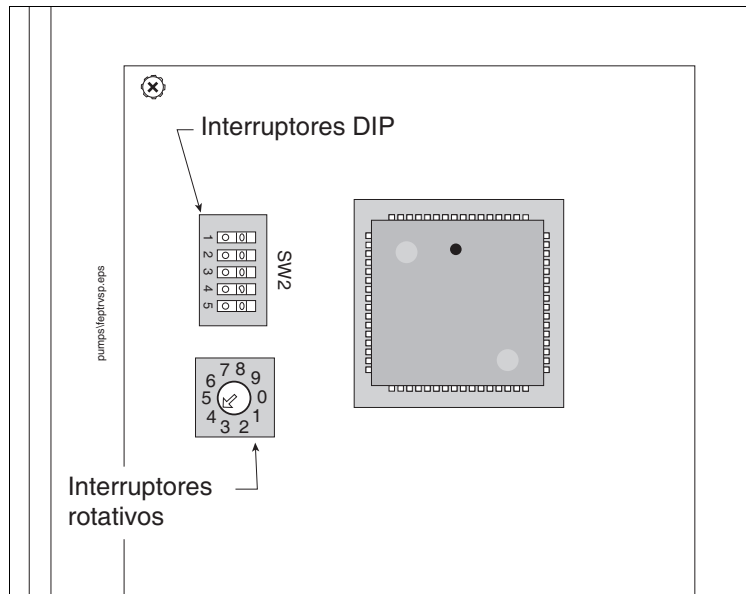 Interruptores DIP
1
2
3
4
5
SW2
pumps\feptrvsp.eps
7 8
6 9
5 0
4 1
3 2
Interruptores
rotativos